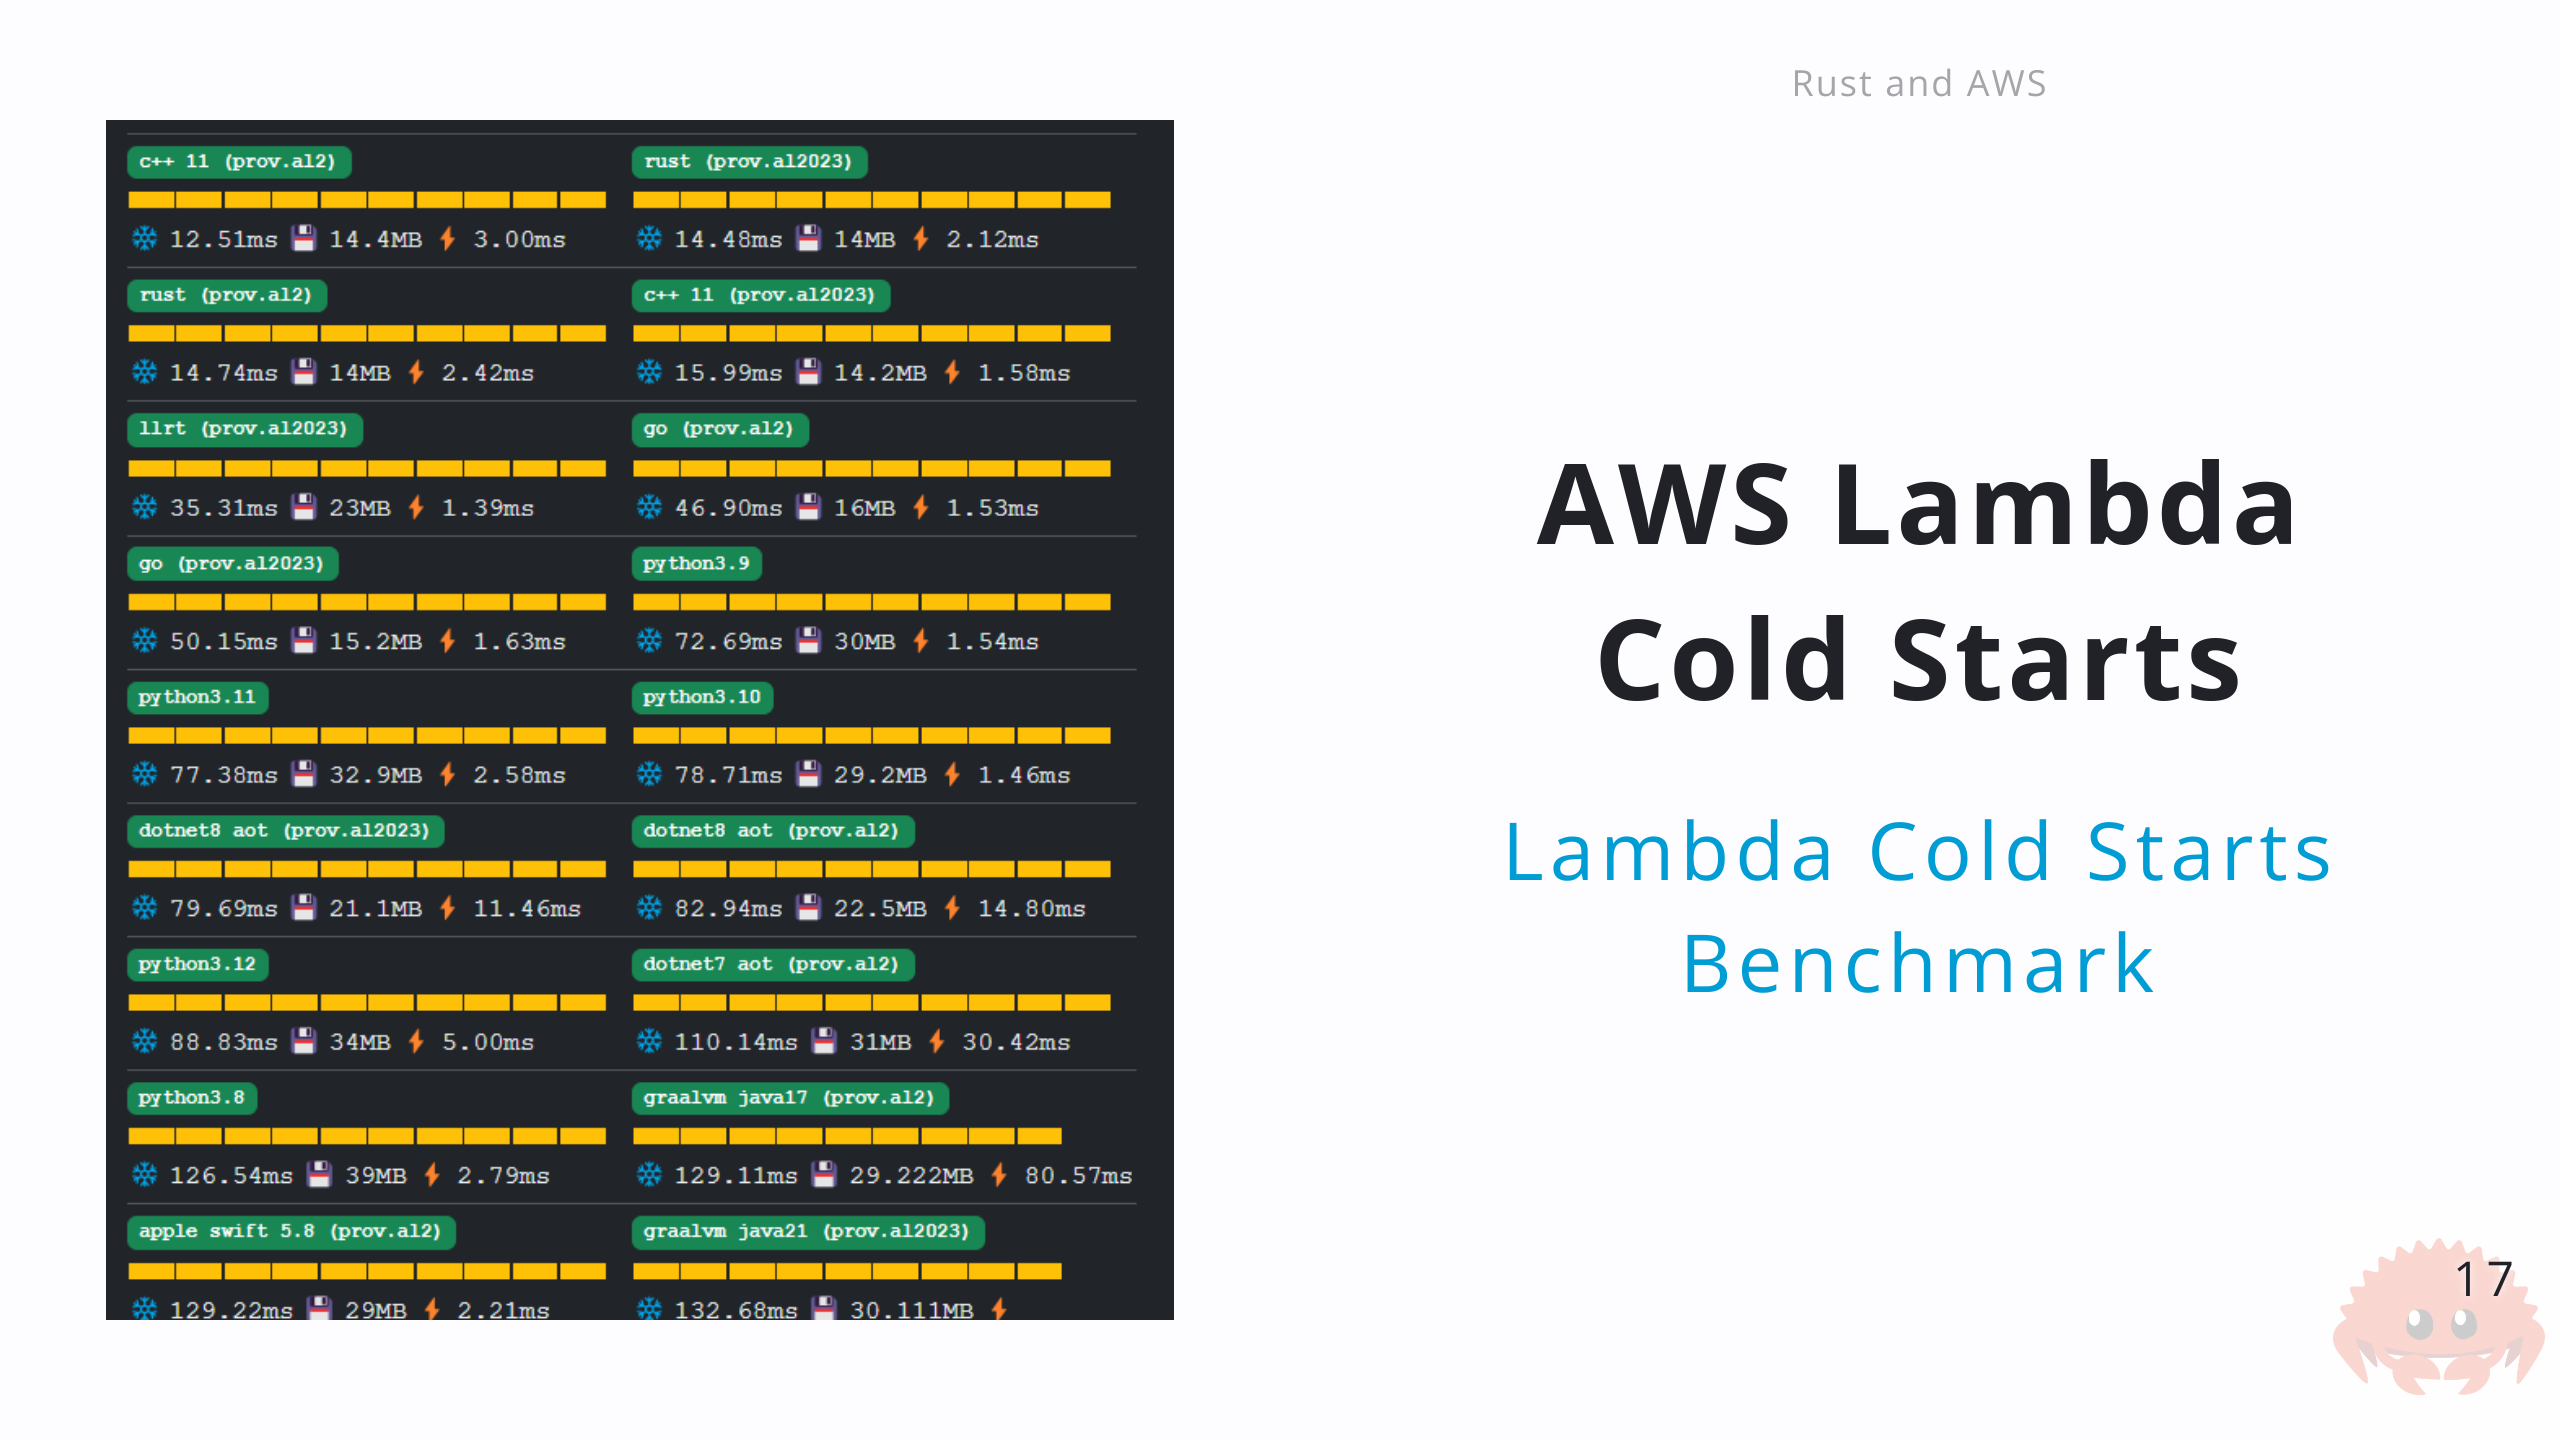 Rust and AWS
c++ 11 (prov.al2)
12.51ms 14.4MB 3.00ms
rust (prov.al2023)
14.48ms 14MB 2.12ms
rust (prov.al2)
14.74ms 14MB 2.42ms
c++ 11 (prov.al2023)
15.99ms 14.2MB 1.58ms
llrt (prov.al2023)
35.31ms 23MB 1.39ms
go (prov.al2)
46.90ms 16MB 1.53ms
go (prov.al2023)
50.15ms 15.2MB 1.63ms
python3.9
72.69ms 30MB 1.54ms
python3.11
77.38ms 32.9MB 2.58ms
python3.10
78.71ms 29.2MB 1.46ms
dotnet8 aot (prov.al2023)
79.69ms 21.1MB 11.46ms
dotnet8 aot (prov.al2)
82.94ms 22.5MB 14.80ms
python3.12
88.83ms 34MB 5.00ms
dotnet7 aot (prov.al2)
110.14ms 31MB 30.42ms
python3.8
126.54ms 39MB 2.79ms
graalvm java17 (prov.al2)
129.11ms 29.222MB 80.57ms
apple swift 5.8 (prov.al2)
129.22ms 29MB 2.21ms
graalvm java21 (prov.al2023)
132.68ms 30.111MB
AWS Lambda
Cold Starts
Lambda Cold Starts
Benchmark
17